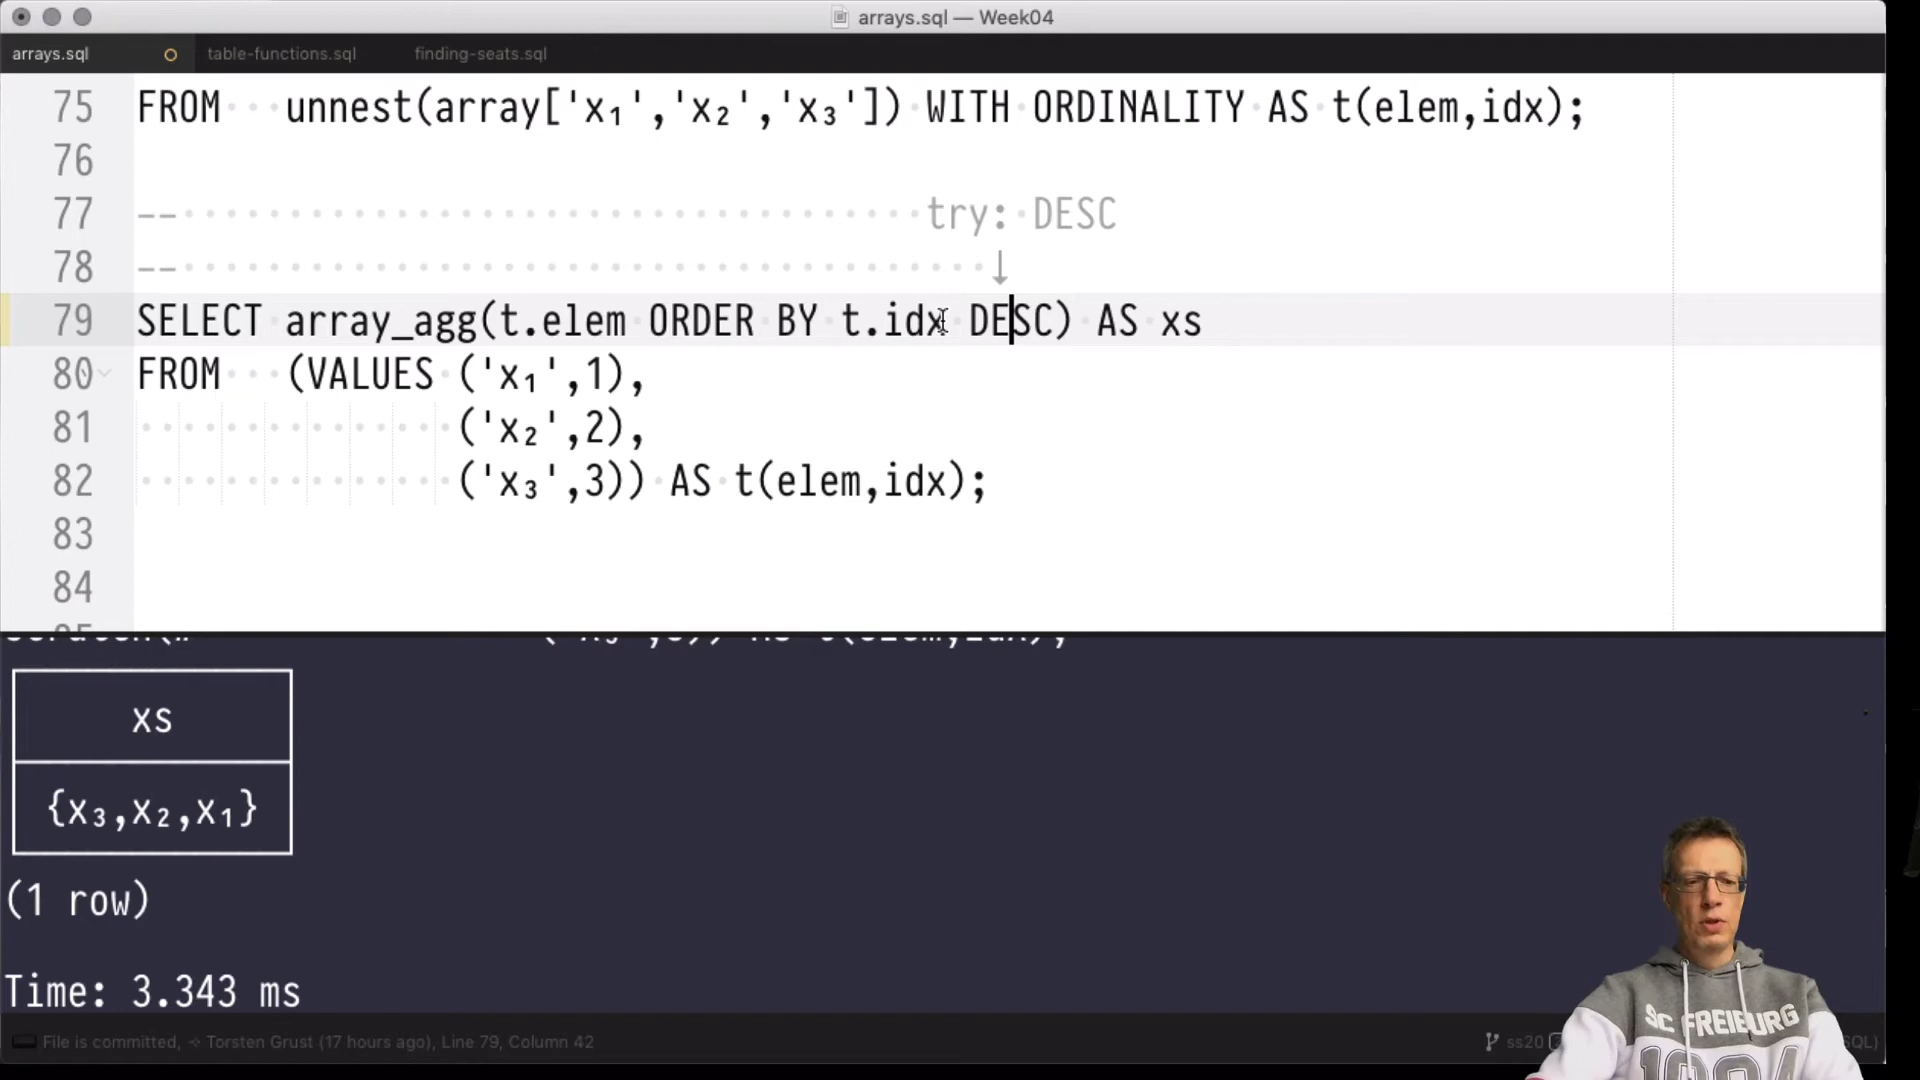 arrays.sql — Week04
arrays.sql table-functions.sql finding-seats.sql
75 FROM unnest(array['x₁','x₂','x₃']) WITH ORDINALITY AS t(elem,idx);
76
77 -- try: DESC
78 -- ↓
79 SELECT array_agg(t.elem ORDER BY t.idx DESC) AS xs
80 FROM (VALUES ('x₁',1),
81 ('x₂',2),
82 ('x₃',3)) AS t(elem,idx);
83
84
xs
{x₃,x₂,x₁}
(1 row)
Time: 3.343 ms
File is committed, Torsten Grust (17 hours ago), Line 79, Column 42
ss20
SC FREIBURG